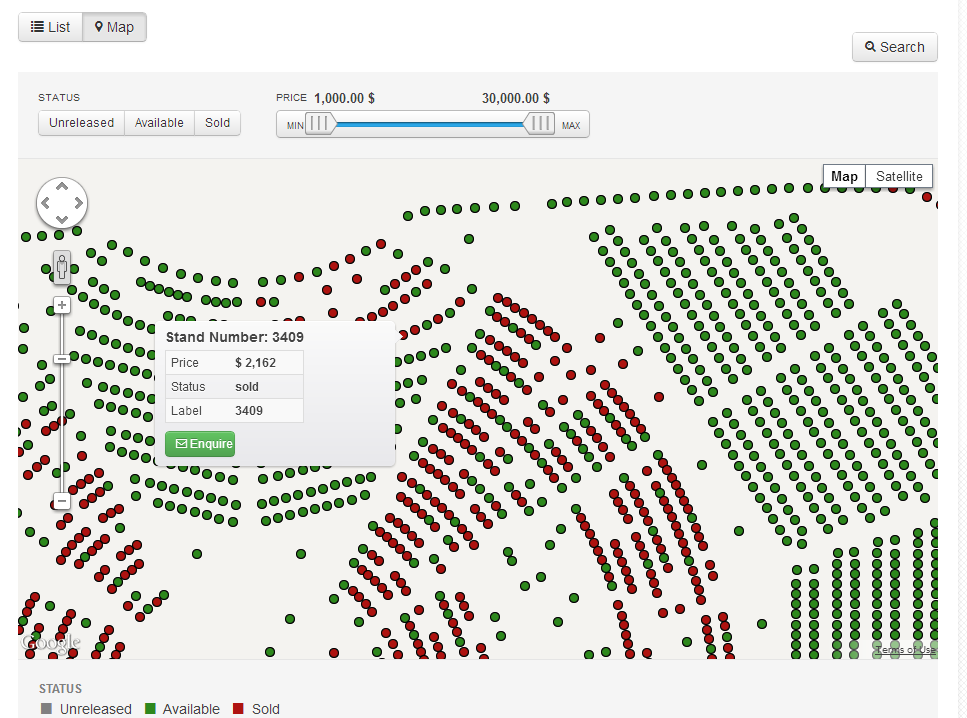 List Map
Search
STATUS
Unreleased Available Sold
PRICE 1,000.00 $ 30,000.00 $
MIN MAX
Map Satellite
Stand Number: 3409
Price $ 2,162
Status sold
Label 3409
Enquire
Google
Terms of Use
STATUS
Unreleased Available Sold